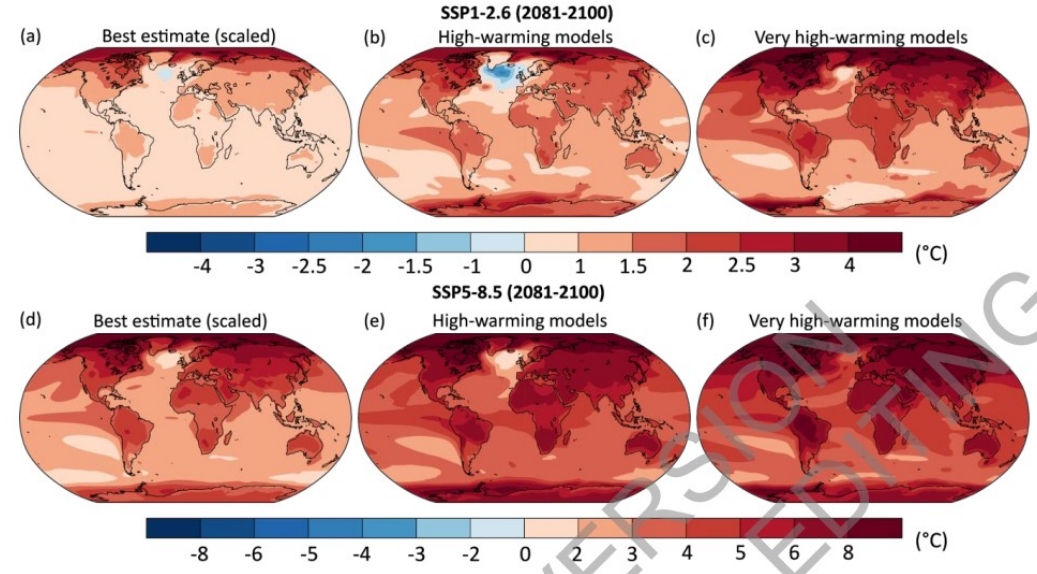 SSP1-2.6 (2081-2100)
(a) Best estimate (scaled) (b) High-warming models (c) Very high-warming models
-4 -3 -2.5 -2 -1.5 -1 0 1 1.5 2 2.5 3 4 (°C)
SSP5-8.5 (2081-2100)
(d) Best estimate (scaled) (e) High-warming models (f) Very high-warming models
-8 -6 -5 -4 -3 -2 0 2 3 4 5 6 8 (°C)
VERSION
EDITING